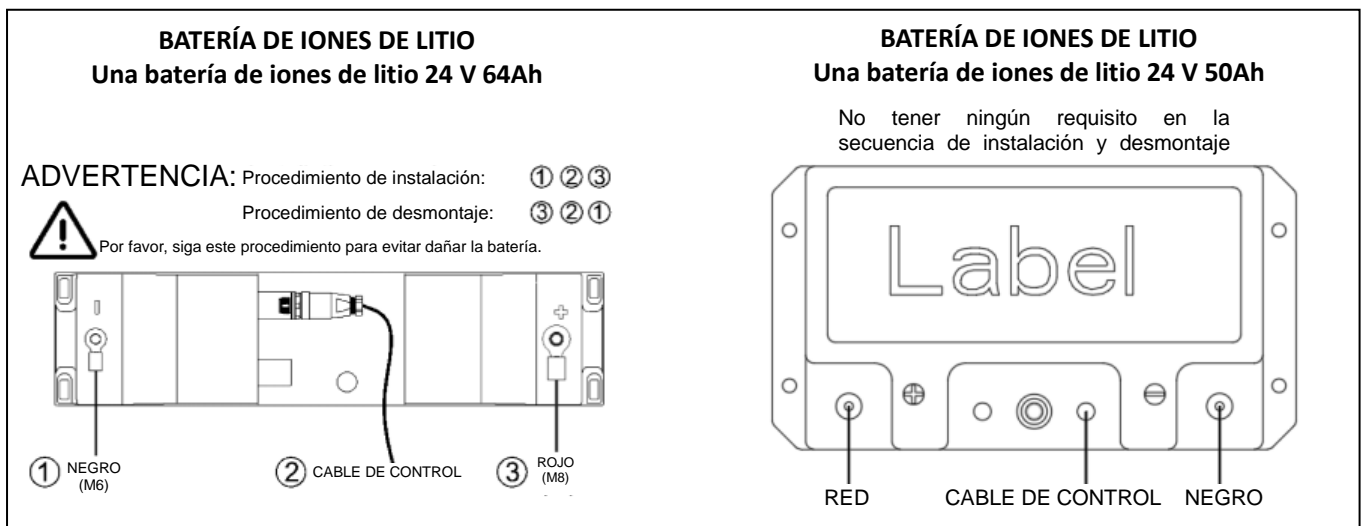 BATERÍA DE IONES DE LITIO
Una batería de iones de litio 24 V 64Ah
ADVERTENCIA: Procedimiento de instalación: ① ② ③
Procedimiento de desmontaje: ③ ② ①
Por favor, siga este procedimiento para evitar dañar la batería.
① NEGRO
(M6)
② CABLE DE CONTROL
③ ROJO
(M8)
BATERÍA DE IONES DE LITIO
Una batería de iones de litio 24 V 50Ah
No tener ningún requisito en la
secuencia de instalación y desmontaje
Label
RED CABLE DE CONTROL NEGRO